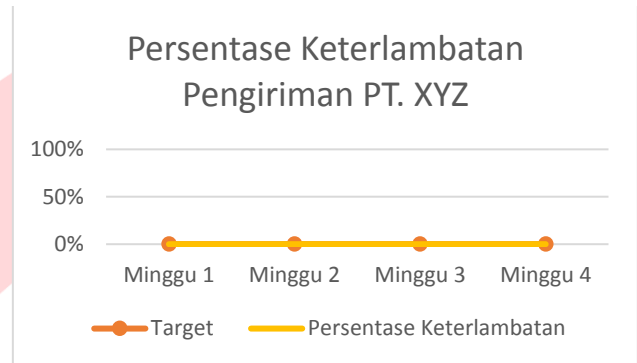 Persentase Keterlambatan
Pengiriman PT. XYZ
100%
50%
0%
Minggu 1 Minggu 2 Minggu 3 Minggu 4
Target Persentase Keterlambatan